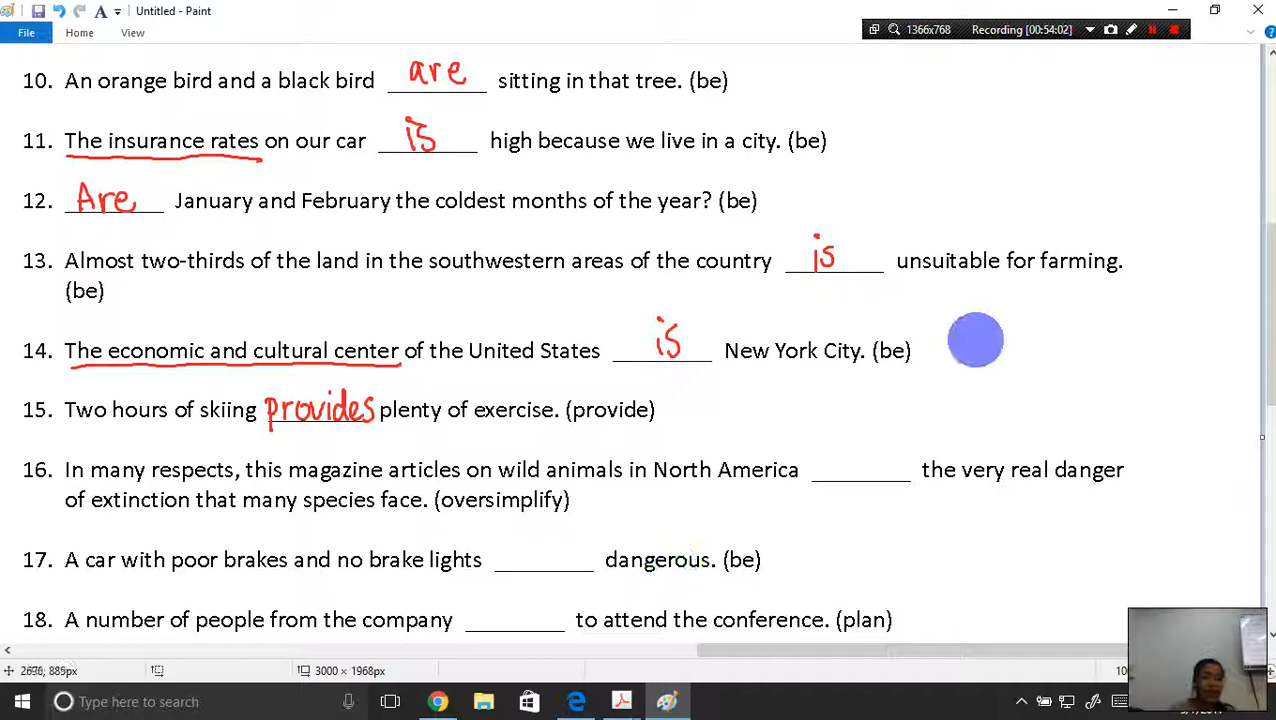 Untitled - Paint
1366x768 Recording [00:54:02]
File Home View
10. An orange bird and a black bird are sitting in that tree. (be)
11. The insurance rates on our car is high because we live in a city. (be)
12. Are January and February the coldest months of the year? (be)
13. Almost two-thirds of the land in the southwestern areas of the country is unsuitable for farming.
(be)
14. The economic and cultural center of the United States is New York City. (be)
15. Two hours of skiing provides plenty of exercise. (provide)
16. In many respects, this magazine articles on wild animals in North America ________ the very real danger
of extinction that many species face. (oversimplify)
17. A car with poor brakes and no brake lights ________ dangerous. (be)
18. A number of people from the company ________ to attend the conference. (plan)
3000 × 1968px
Type here to search